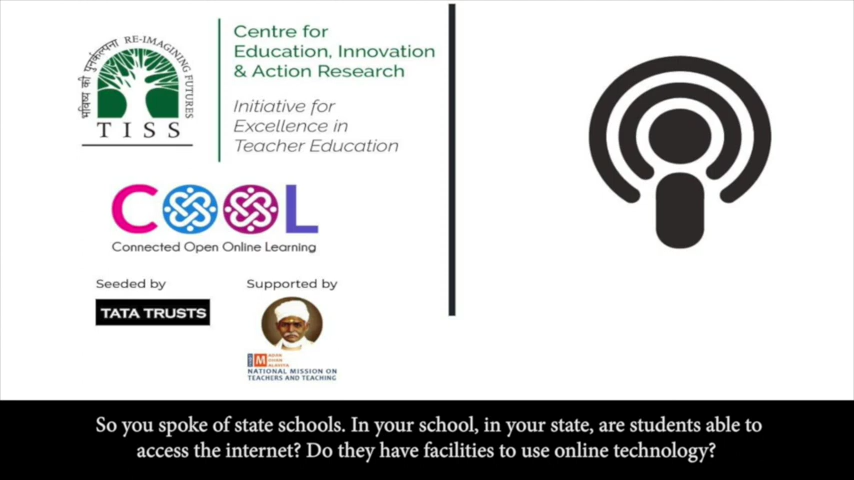 भविष्य की पुनर्कल्पना RE-IMAGINING FUTURES
TISS
Centre for
Education, Innovation
& Action Research
Initiative for
Excellence in
Teacher Education
COOL
Connected Open Online Learning
Seeded by
Supported by
TATA TRUSTS
NATIONAL MISSION ON
TEACHERS AND TEACHING
So you spoke of state schools. In your school, in your state, are students able to
access the internet? Do they have facilities to use online technology?